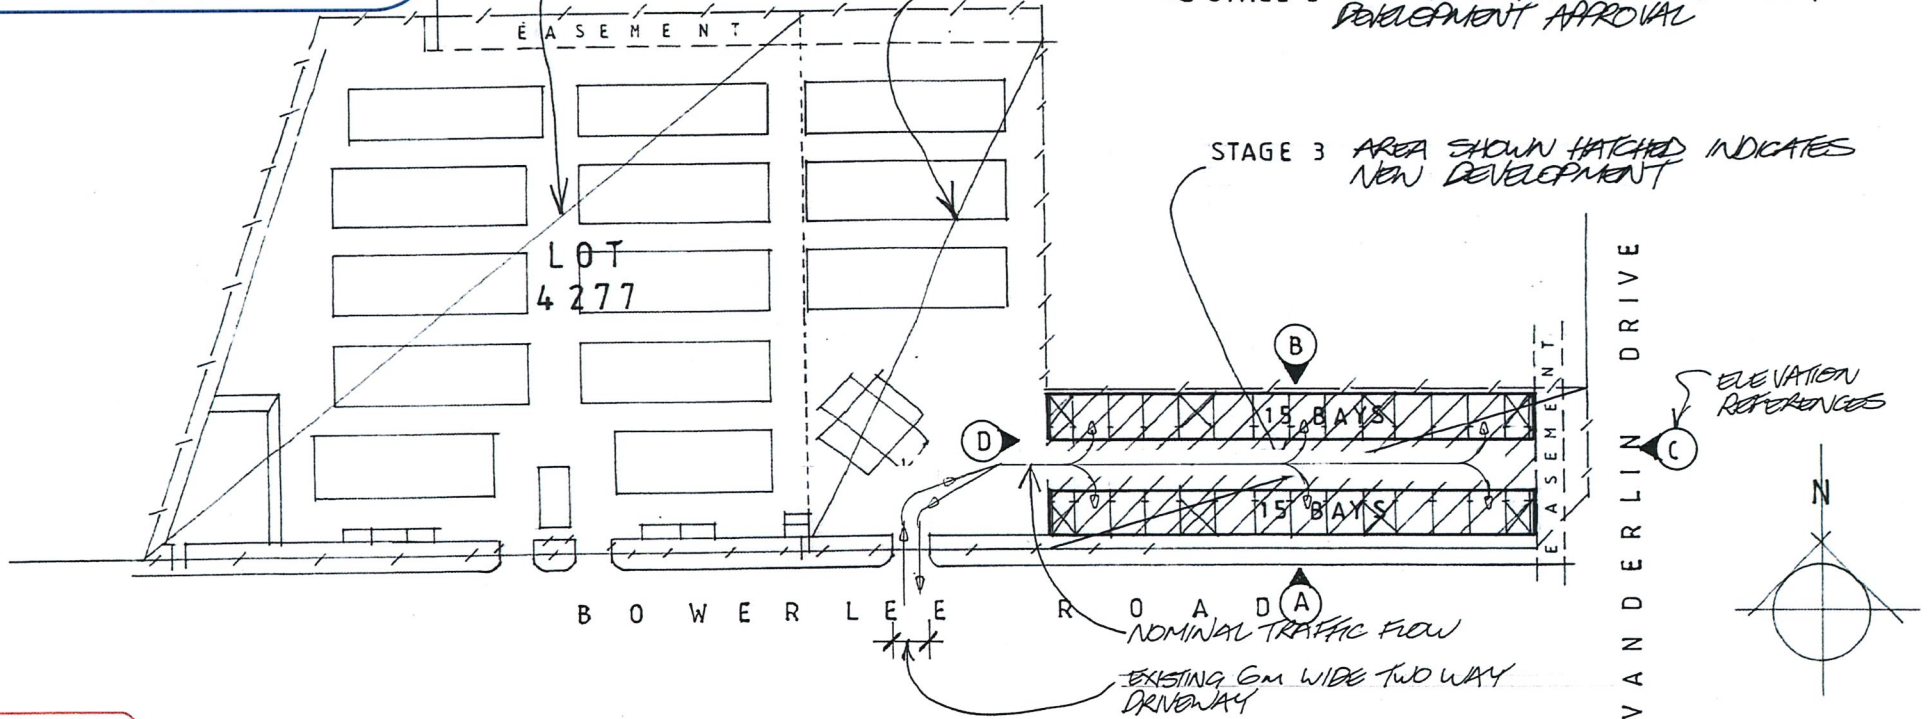 DEVELOPMENT APPROVAL
EASEMENT
STAGE 3 AREA SHOWN HATCHED INDICATES
NEW DEVELOPMENT
LOT
4277
B
15 BAYS
D
15 BAYS
EASEMENT
VANDERLIN DRIVE
C
ELEVATION
REFERENCES
N
BOWERLEE ROAD
A
NOMINAL TRAFFIC FLOW
EXISTING 6m WIDE TWO WAY
DRIVEWAY